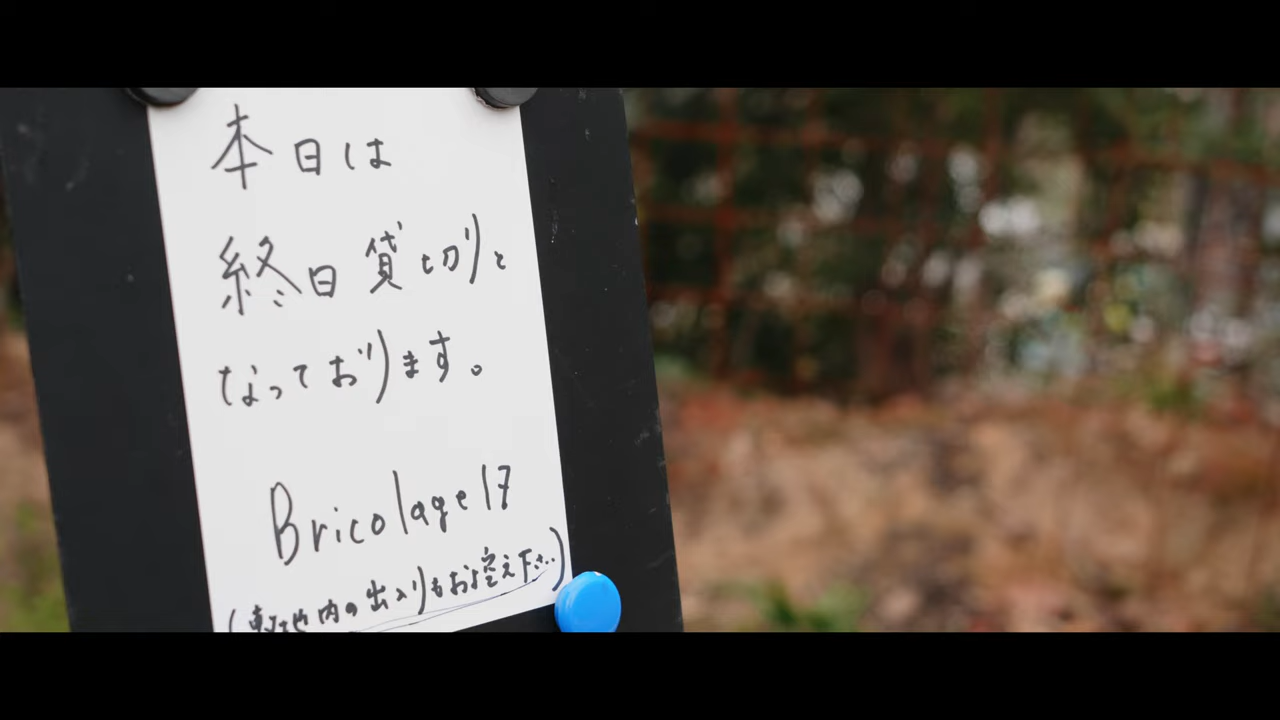 本日は
終日貸切りと
なっております。
Bricolage17
(敷地内の出入りもお控え下さい)